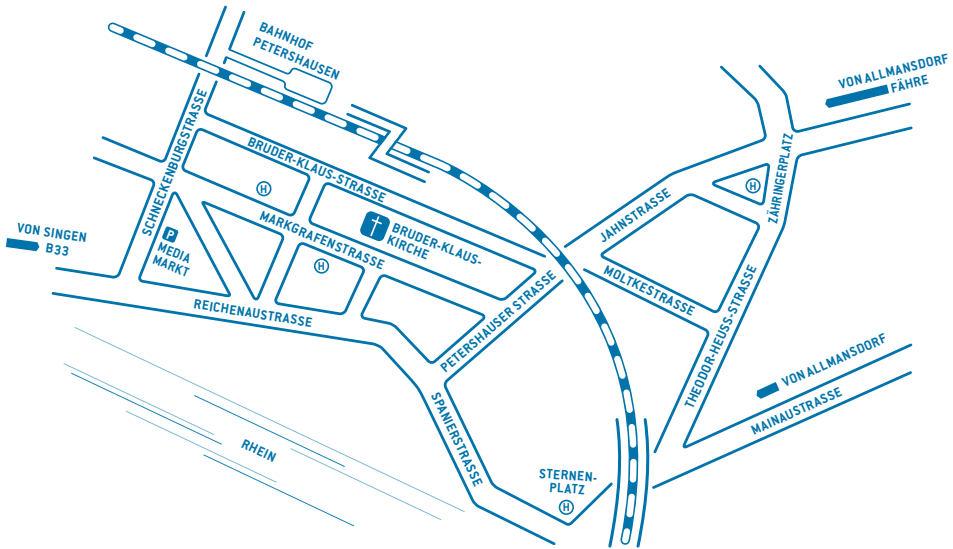 BAHNHOF
PETERSHAUSEN
VON ALLMANSDORF
FÄHRE
SCHNECKENBURGSTRASSE
BRUDER-KLAUS-STRASSE
H
MARKGRAFENSTRASSE
BRUDER-KLAUS-
KIRCHE
JAHNSTRASSE
H
ZÄHRINGERPLATZ
VON SINGEN
B33
P
MEDIA
MARKT
H
REICHENAUSTRASSE
PETERSHAUSER STRASSE
MOLTKESTRASSE
THEODOR-HEUSS-STRASSE
VON ALLMANSDORF
MAINAUSTRASSE
SPANIERSTRASSE
RHEIN
STERNEN-
PLATZ
H